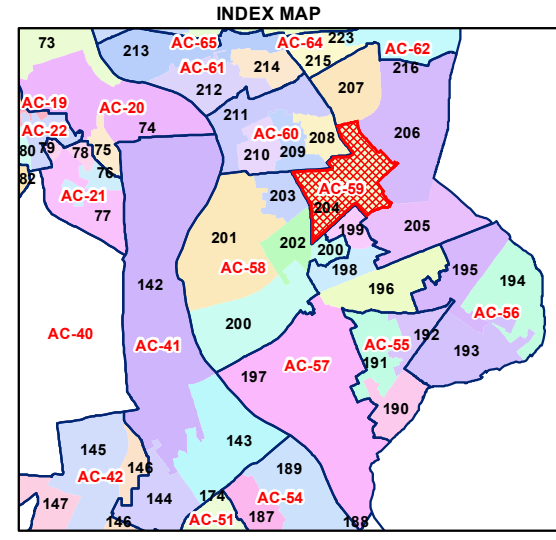 INDEX MAP
73
213
AC-65
AC-64
223
AC-62
215
AC-61
214
216
212
207
AC-19
AC-20
211
206
AC-22
74
AC-60
208
80
79
78
75
210
209
82
76
AC-21
203
AC-59
77
204
199
205
201
202
200
AC-58
198
195
194
142
196
200
AC-56
AC-40
AC-41
192
AC-55
193
191
197
AC-57
190
143
145
146
189
AC-42
147
144
174
AC-54
146
AC-51
187
188